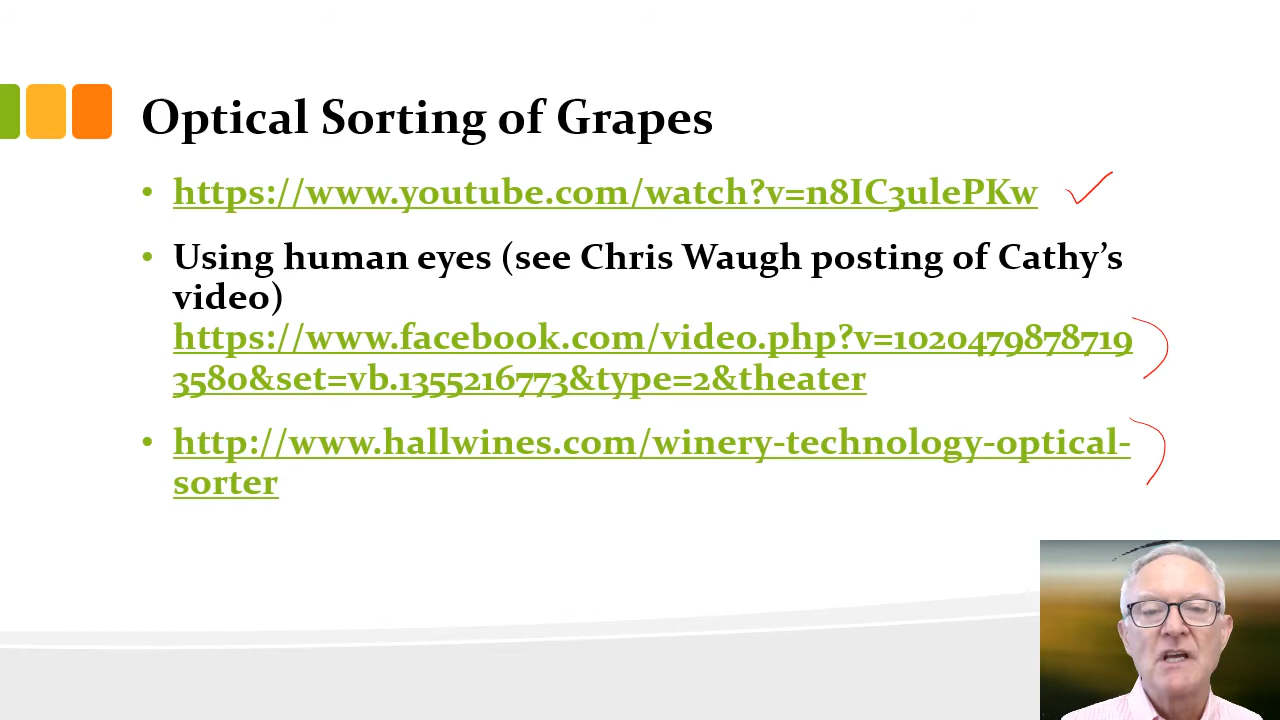 Optical Sorting of Grapes
• https://www.youtube.com/watch?v=n8IC3ulePKw
• Using human eyes (see Chris Waugh posting of Cathy’s
video)
https://www.facebook.com/video.php?v=1020479878719
3580&set=vb.1355216773&type=2&theater
• http://www.hallwines.com/winery-technology-optical-
sorter